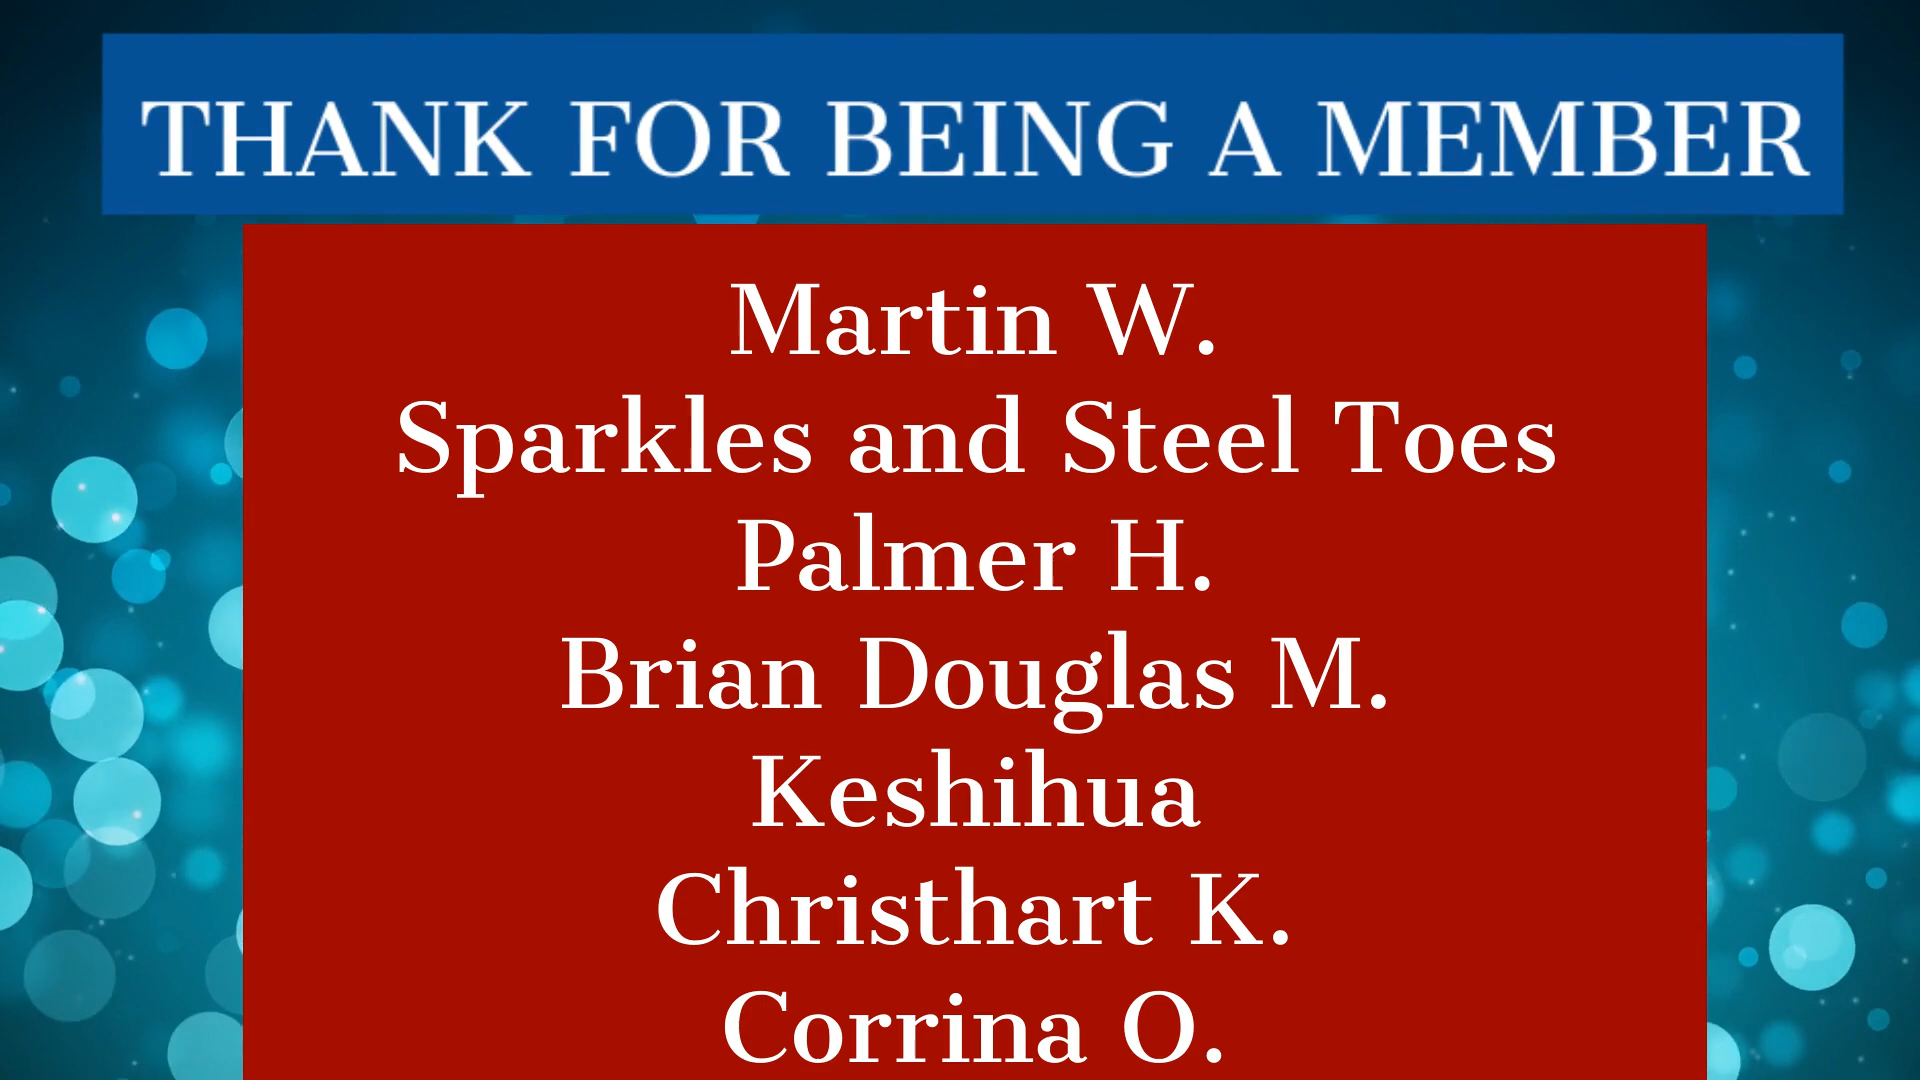 THANK FOR BEING A MEMBER
Martin W.
Sparkles and Steel Toes
Palmer H.
Brian Douglas M.
Keshihua
Christhart K.
Corrina O.